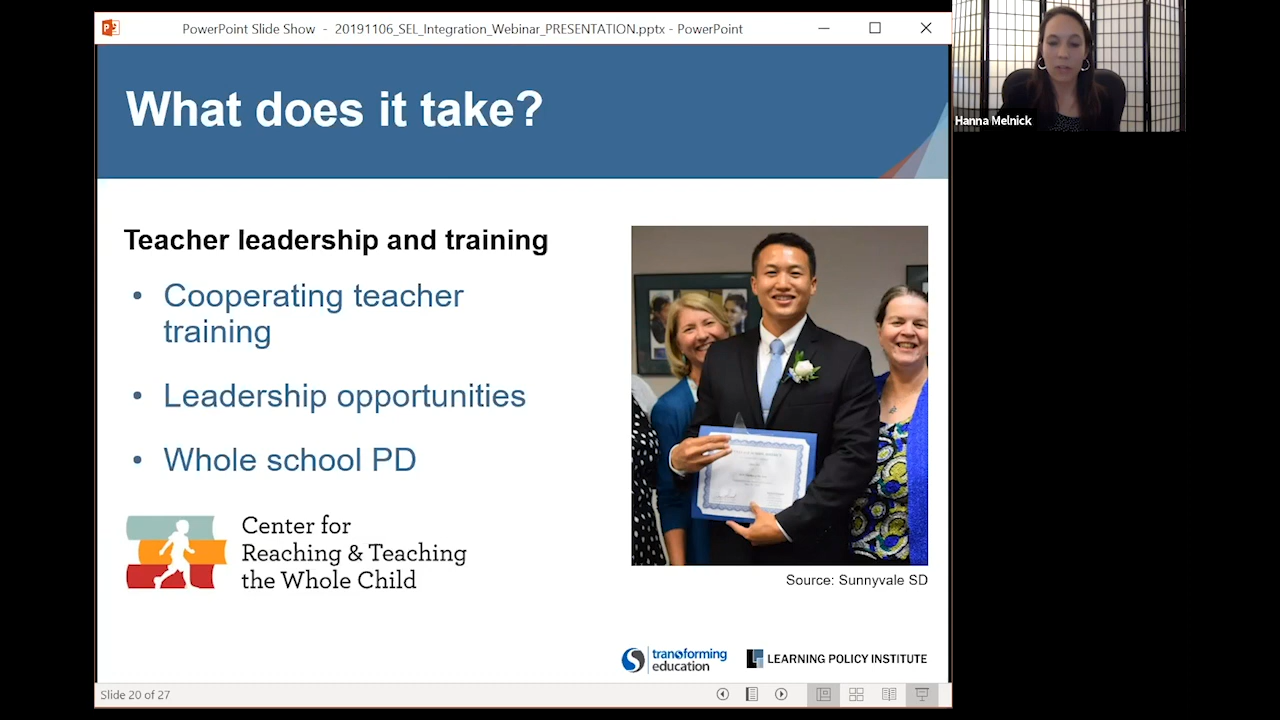 PowerPoint Slide Show - 20191106_SEL_Integration_Webinar_PRESENTATION.pptx - PowerPoint
Hanna Melnick
What does it take?
Teacher leadership and training
• Cooperating teacher
training
• Leadership opportunities
• Whole school PD
Center for
Reaching & Teaching
the Whole Child
Source: Sunnyvale SD
transforming
education
LEARNING POLICY INSTITUTE
Slide 20 of 27